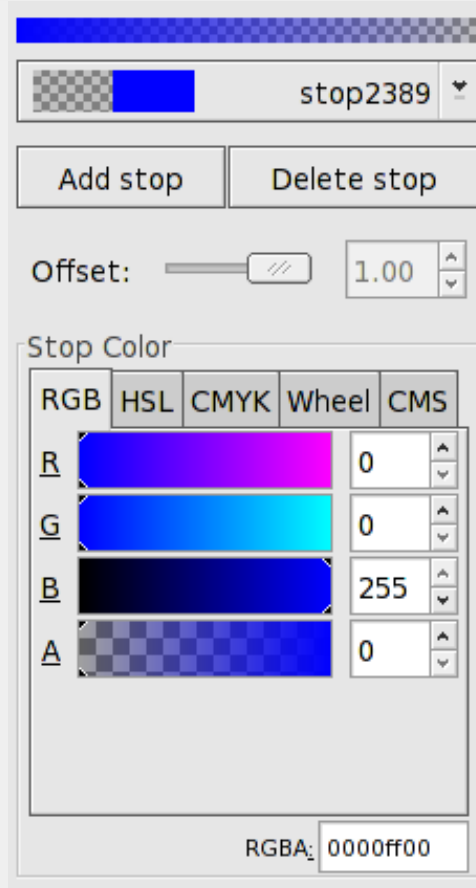 stop2389
Add stop Delete stop
Offset: 1.00
Stop Color
RGB HSL CMYK Wheel CMS
R 0
G 0
B 255
A 0
RGBA: 0000ff00